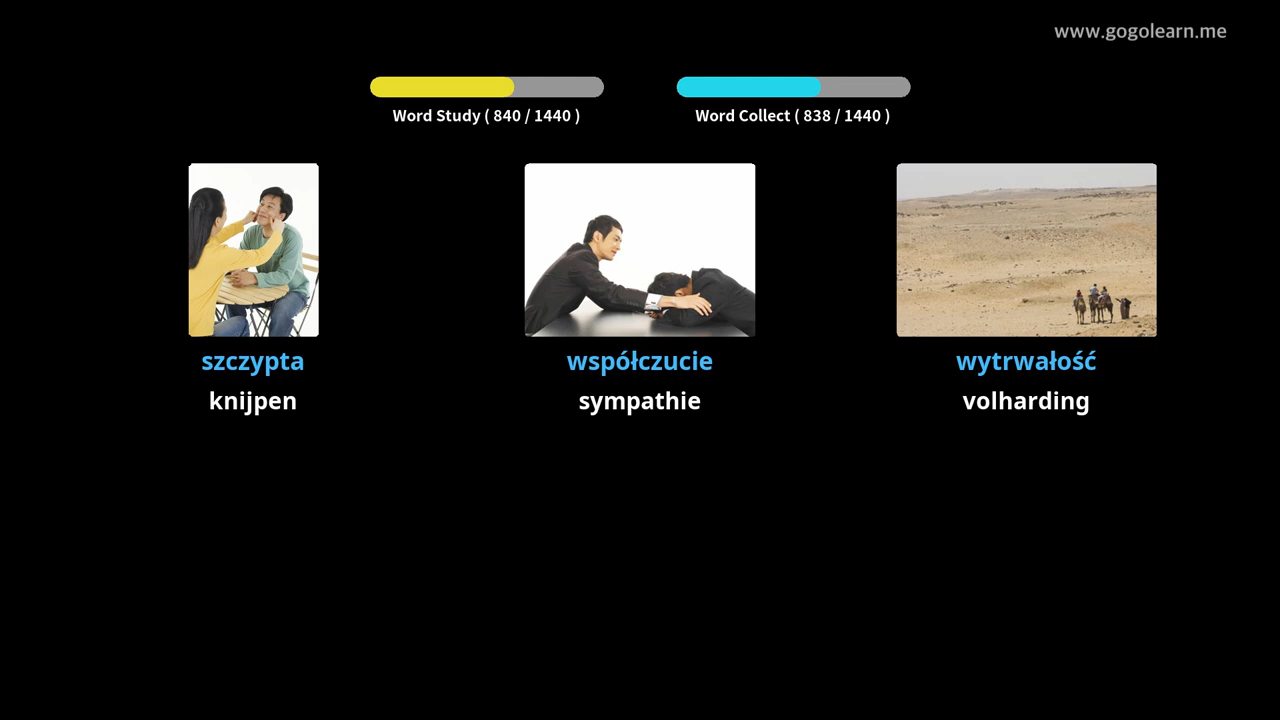 www.gogolearn.me
Word Study ( 840 / 1440 )
Word Collect ( 838 / 1440 )
szczypta
współczucie
wytrwałość
knijpen
sympathie
volharding